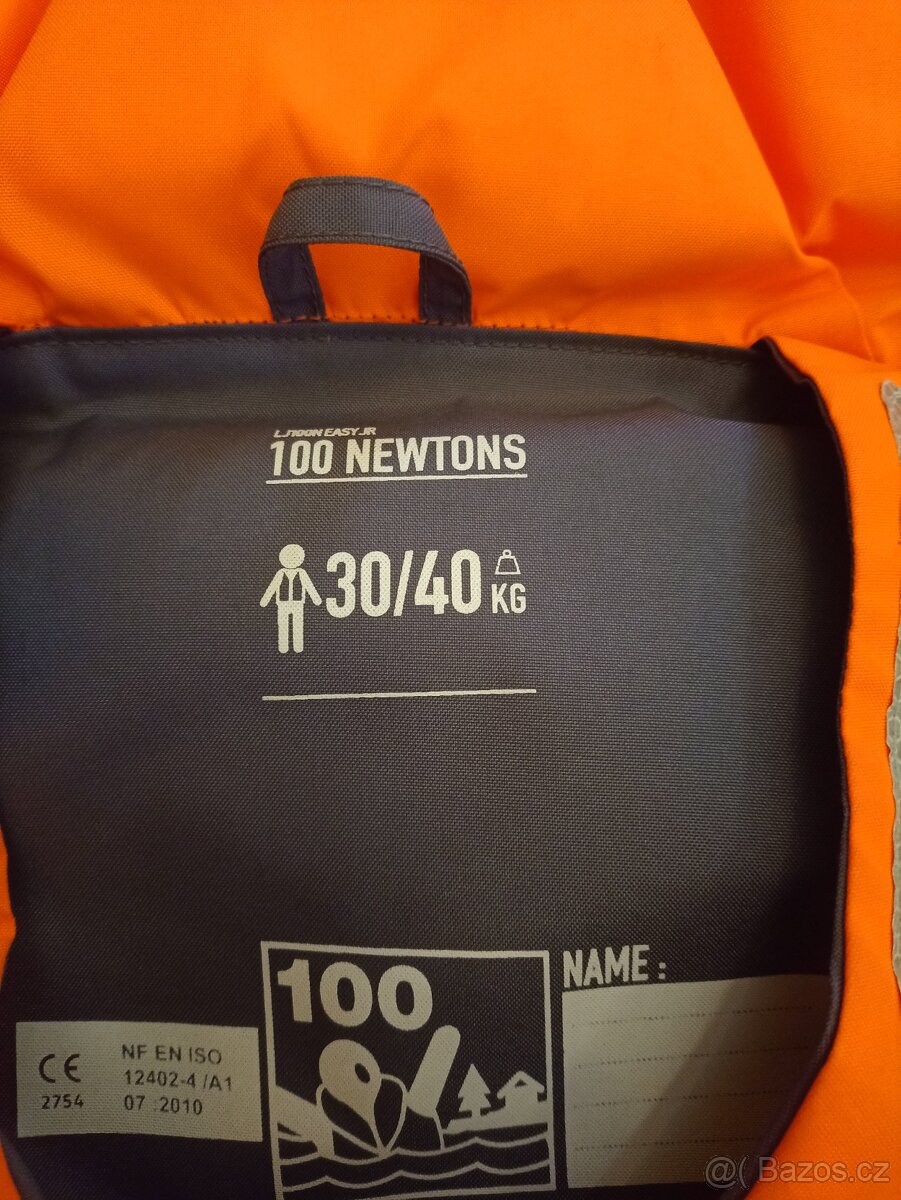 LJ100N EASY JR
100 NEWTONS
30/40 KG
100
NAME :
CE
2754
NF EN ISO
12402-4 /A1
07 .2010
@( Bazos.cz